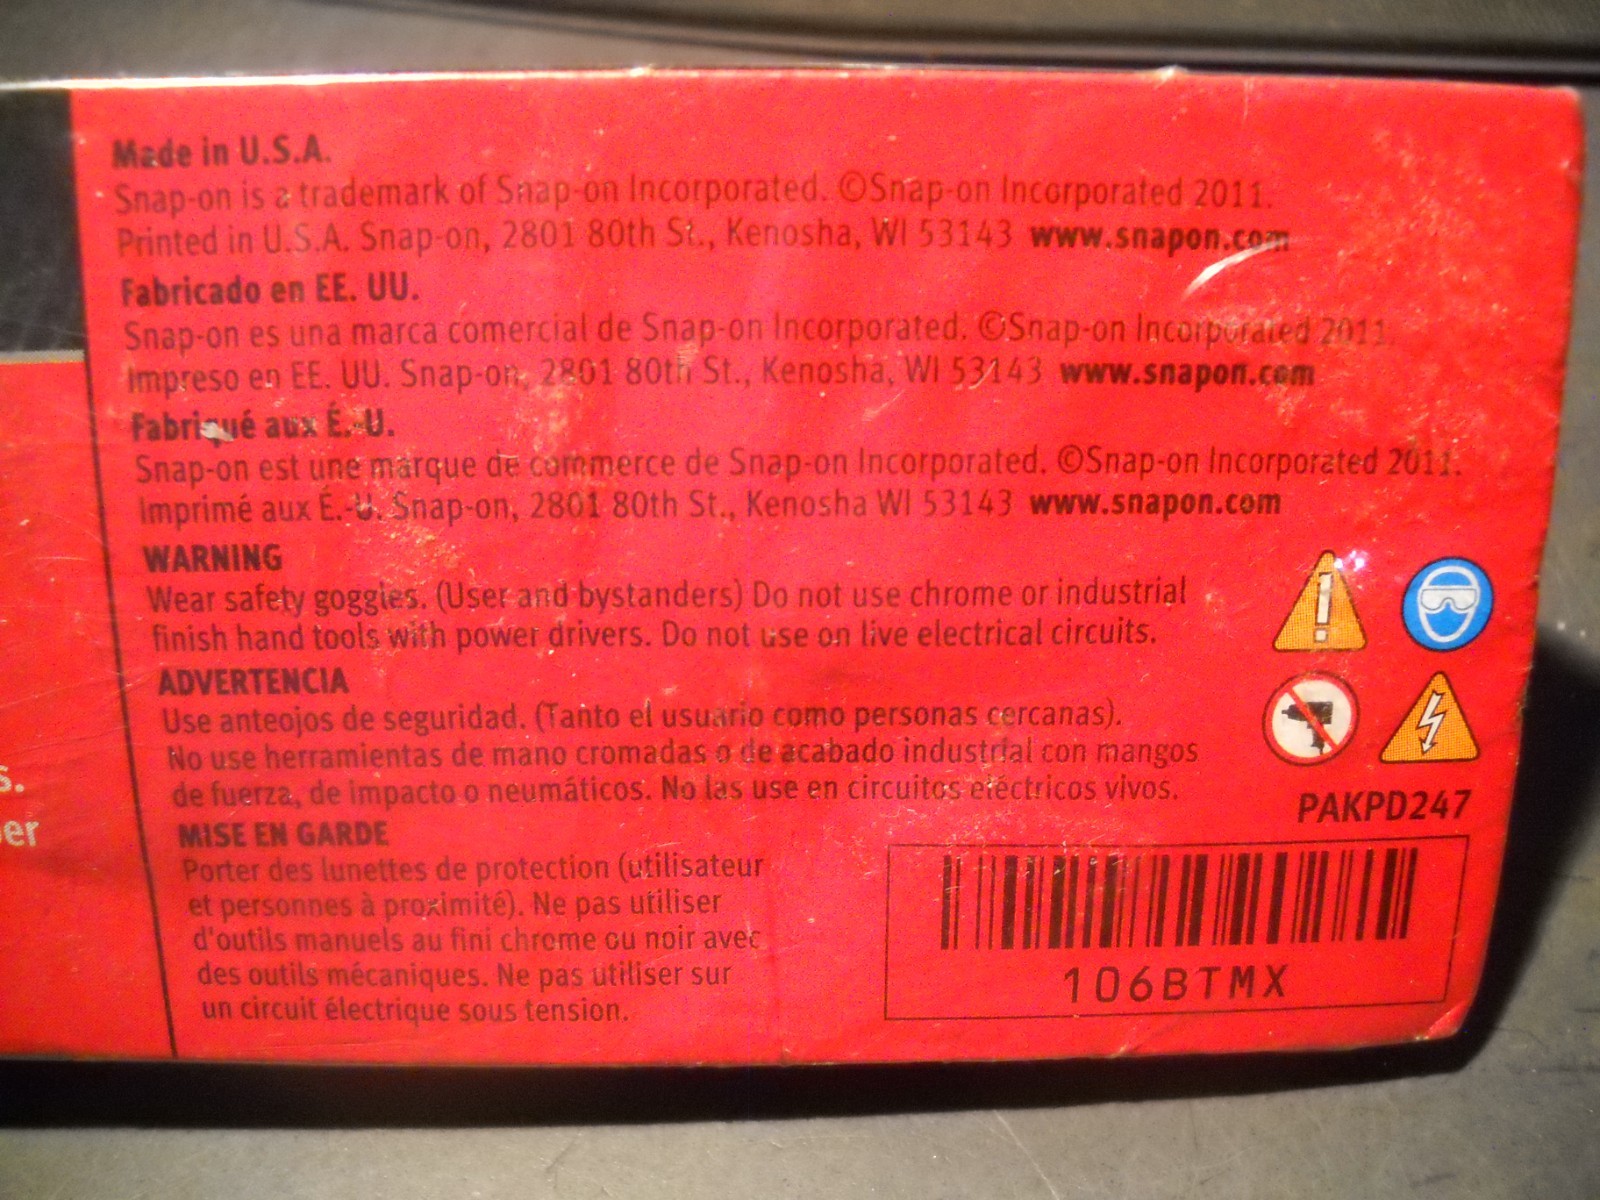 Made in U.S.A.
Snap-on is a trademark of Snap-on Incorporated. ©Snap-on Incorporated 2011.
Printed in U.S.A. Snap-on, 2801 80th St., Kenosha, WI 53143 www.snapon.com
Fabricado en EE. UU.
Snap-on es una marca comercial de Snap-on Incorporated. ©Snap-on Incorporated 2011.
Impreso en EE. UU. Snap-on, 2801 80th St., Kenosha, WI 53143 www.snapon.com
Fabriqué aux É.-U.
Snap-on est une marque de commerce de Snap-on Incorporated. ©Snap-on Incorporated 2011.
Imprimé aux É.-U. Snap-on, 2801 80th St., Kenosha WI 53143 www.snapon.com
WARNING
Wear safety goggles. (User and bystanders) Do not use chrome or industrial
finish hand tools with power drivers. Do not use on live electrical circuits.
ADVERTENCIA
Use anteojos de seguridad. (Tanto el usuario como personas cercanas).
No use herramientas de mano cromadas o de acabado industrial con mangos
de fuerza, de impacto o neumáticos. No las use en circuitos eléctricos vivos.
MISE EN GARDE
Porter des lunettes de protection (utilisateur
et personnes à proximité). Ne pas utiliser
d'outils manuels au fini chrome ou noir avec
des outils mécaniques. Ne pas utiliser sur
un circuit électrique sous tension.
PAKPD247
106BTMX